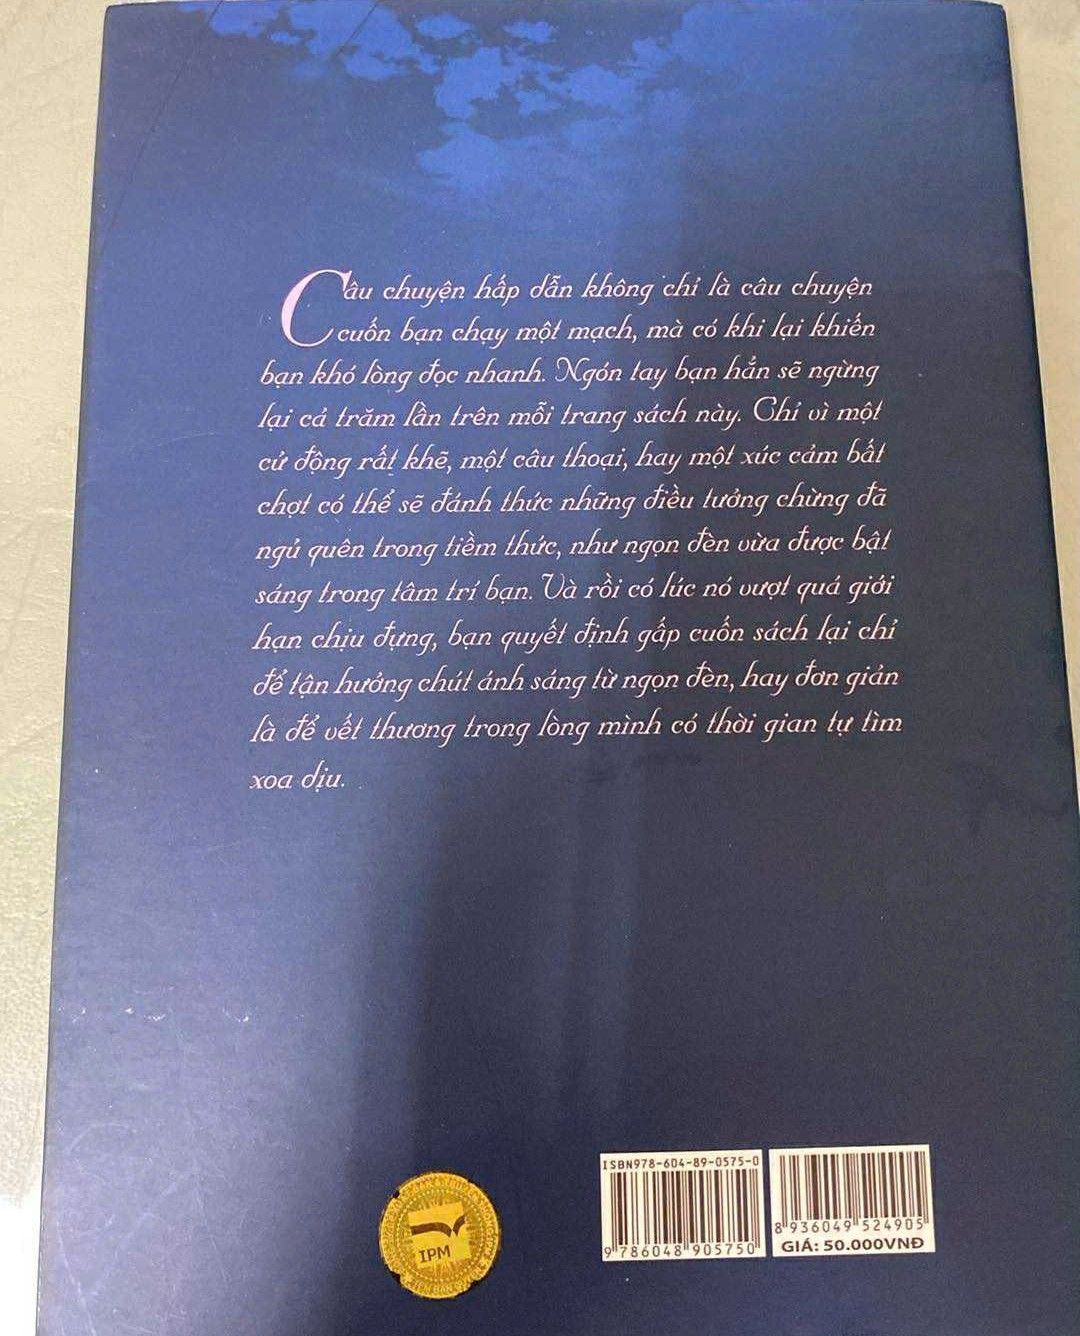 Câu chuyện hấp dẫn không chỉ là câu chuyện
cuốn bạn chạy một mạch, mà có khi lại khiến
bạn khó lòng đọc nhanh. Ngón tay bạn hẳn sẽ ngừng
lại cả trăm lần trên mỗi trang sách này. Chỉ vì một
cử động rất khẽ, một câu thoại, hay một xúc cảm bất
chợt có thể sẽ đánh thức những điều tưởng chừng đã
ngủ quên trong tiềm thức, như ngọn đèn vừa được bật
sáng trong tâm trí bạn. Và rồi có lúc nó vượt quá giới
hạn chịu đựng, bạn quyết định gấp cuốn sách lại chỉ
để tận hưởng chút ánh sáng từ ngọn đèn, hay đơn giản
là để vết thương trong lòng mình có thời gian tự tìm
xoa dịu.
IPM
ISBN978-604-89-0575-0
9 786048 905750
8 936049 524905
GIÁ: 50.000VNĐ